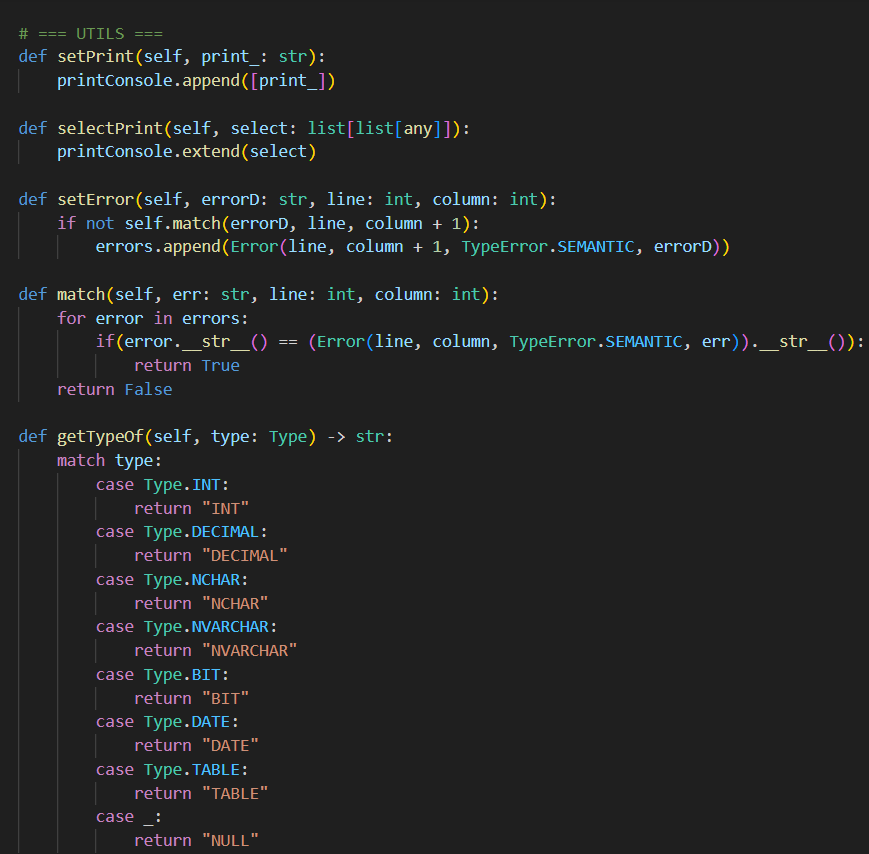 # === UTILS ===
def setPrint(self, print_: str):
    printConsole.append([print_])

def selectPrint(self, select: list[list[any]]):
    printConsole.extend(select)

def setError(self, errorD: str, line: int, column: int):
    if not self.match(errorD, line, column + 1):
        errors.append(Error(line, column + 1, TypeError.SEMANTIC, errorD))

def match(self, err: str, line: int, column: int):
    for error in errors:
        if(error.__str__() == (Error(line, column, TypeError.SEMANTIC, err)).__str__()):
            return True
    return False

def getTypeOf(self, type: Type) -> str:
    match type:
        case Type.INT:
            return "INT"
        case Type.DECIMAL:
            return "DECIMAL"
        case Type.NCHAR:
            return "NCHAR"
        case Type.NVARCHAR:
            return "NVARCHAR"
        case Type.BIT:
            return "BIT"
        case Type.DATE:
            return "DATE"
        case Type.TABLE:
            return "TABLE"
        case _:
            return "NULL"